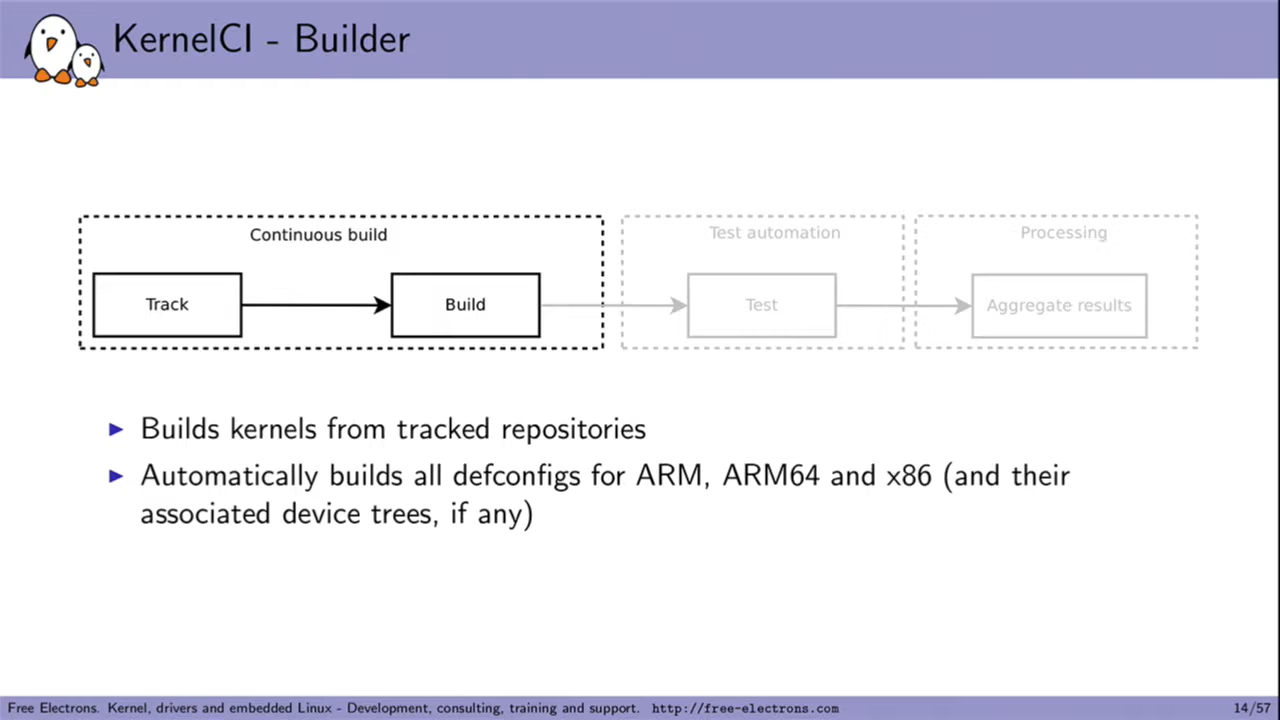 KernelCI - Builder
Continuous build
Test automation
Processing
Track
Build
Test
Aggregate results
Builds kernels from tracked repositories
Automatically builds all defconfigs for ARM, ARM64 and x86 (and their
associated device trees, if any)
Free Electrons. Kernel, drivers and embedded Linux - Development, consulting, training and support. http://free-electrons.com
14/57